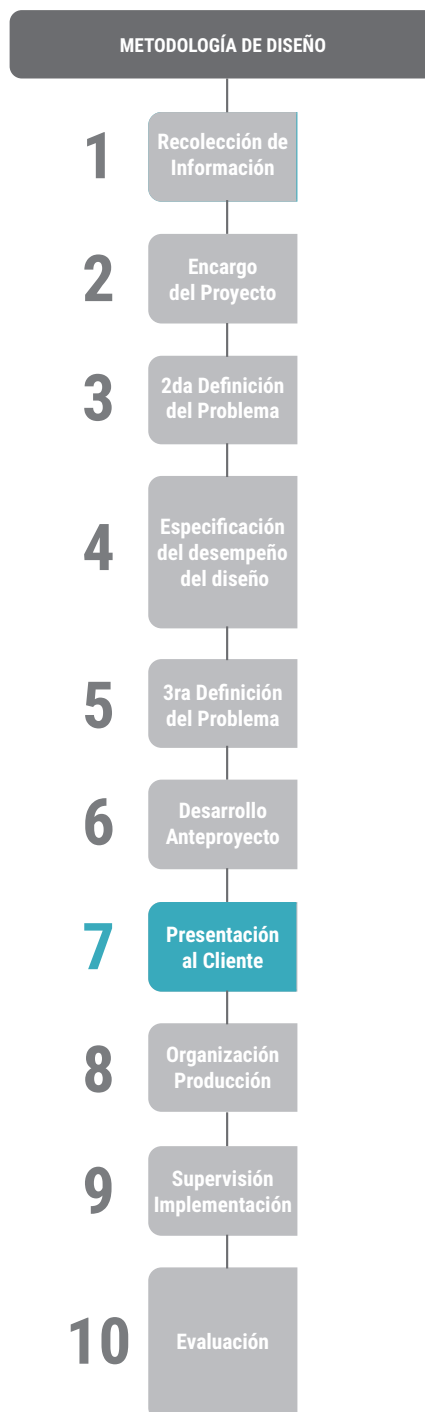 METODOLOGÍA DE DISEÑO
1
Recolección de
Información
2
Encargo
del Proyecto
3
2da Definición
del Problema
4
Especificación
del desempeño
del diseño
5
3ra Definición
del Problema
6
Desarrollo
Anteproyecto
7
Presentación
al Cliente
8
Organización
Producción
9
Supervisión
Implementación
10
Evaluación